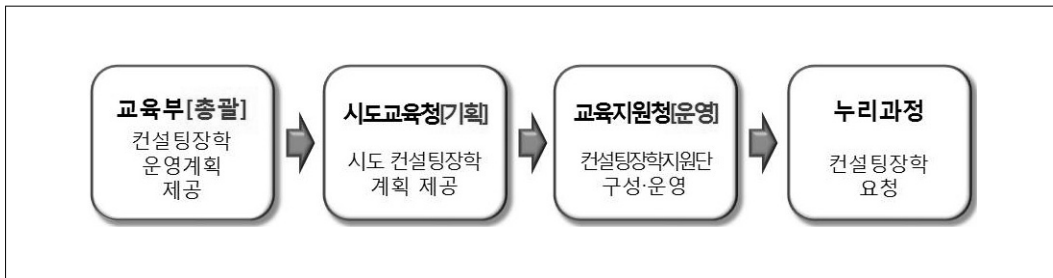 교육부[총괄]
컨설팅장학
운영계획
제공
시도교육청[기획]
시도 컨설팅장학
계획 제공
교육지원청[운영]
컨설팅장학지원단
구성·운영
누리과정
컨설팅장학
요청